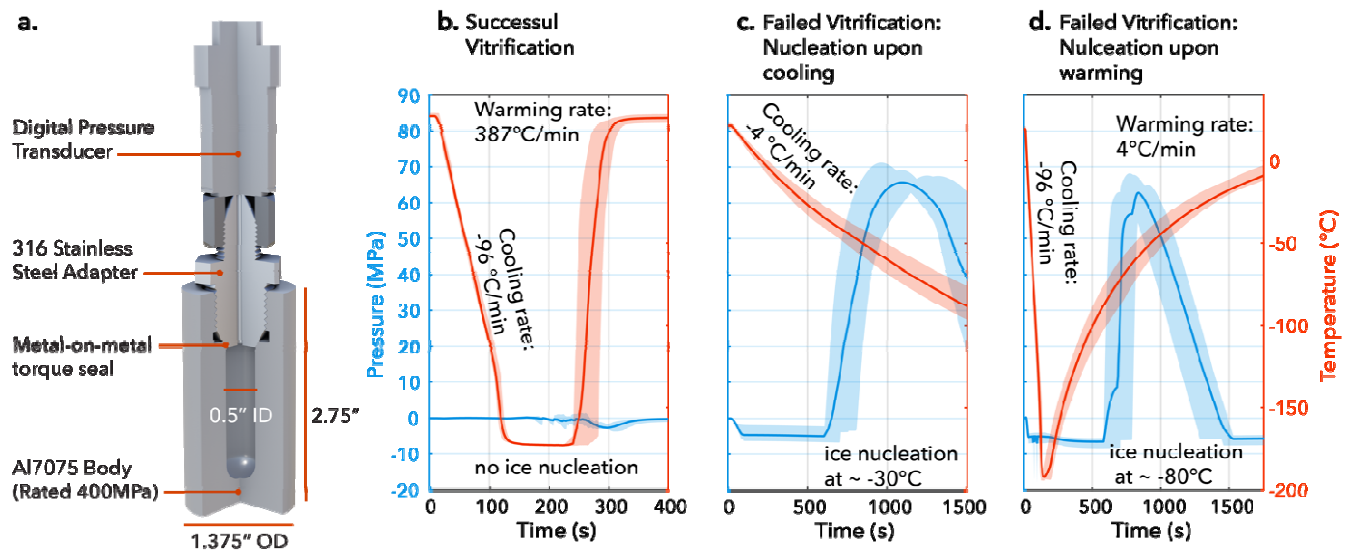 a.
Digital Pressure
Transducer
316 Stainless
Steel Adapter
Metal-on-metal
torque seal
0.5" ID
2.75"
Al7075 Body
(Rated 400MPa)
1.375" OD
b. Successul
Vitrification
Pressure (MPa)
90
80
70
60
50
40
30
20
10
0
-10
-20
Warming rate:
387°C/min
Cooling rate:
-96 °C/min
no ice nucleation
0 100 200 300 400
Time (s)
c. Failed Vitrification:
Nucleation upon
cooling
Cooling rate:
-4 °C/min
ice nucleation
at ~ -30°C
0 500 1000 1500
Time (s)
d. Failed Vitrification:
Nulceation upon
warming
Warming rate:
4°C/min
Cooling rate:
-96 °C/min
ice nucleation
at ~ -80°C
0 500 1000 1500
Time (s)
0
-50
-100
-150
-200
Temperature (°C)